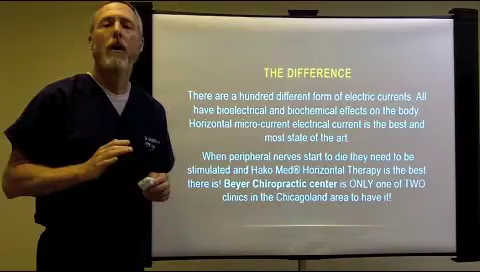 THE DIFFERENCE
There are a hundred different form of electric currents. All
have bioelectrical and biochemical effects on the body
Horizontal micro-current electrical current is the best and
most state of the art.
When peripheral nerves start to die they need to be
stimulated and Hako Med® Horizontal Therapy is the best
there is! Beyer Chiropractic center is ONLY one of TWO
clinics in the Chicagoland area to have it!